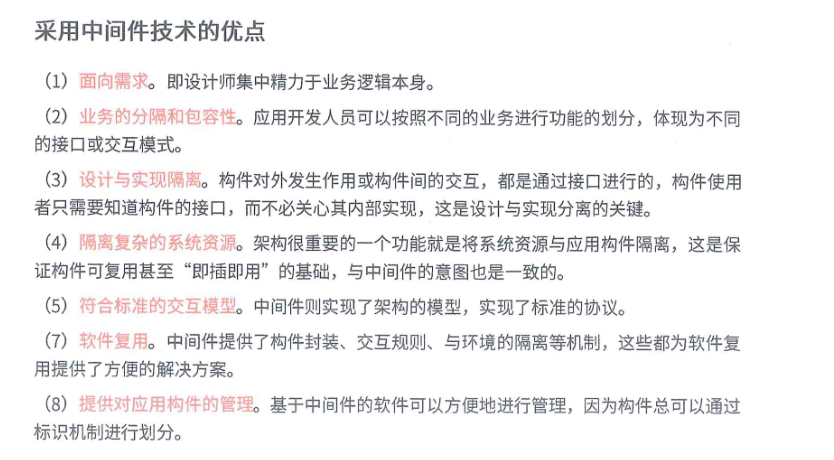 采用中间件技术的优点
（1）面向需求。即设计师集中精力于业务逻辑本身。
（2）业务的分隔和包容性。应用开发人员可以按照不同的业务进行功能的划分，体现为不同
的接口或交互模式。
（3）设计与实现隔离。构件对外发生作用或构件间的交互，都是通过接口进行的，构件使用
者只需要知道构件的接口，而不必关心其内部实现，这是设计与实现分离的关键。
（4）隔离复杂的系统资源。架构很重要的一个功能就是将系统资源与应用构件隔离，这是保
证构件可复用甚至“即插即用”的基础，与中间件的意图也是一致的。
（5）符合标准的交互模型。中间件则实现了架构的模型，实现了标准的协议。
（7）软件复用。中间件提供了构件封装、交互规则、与环境的隔离等机制，这些都为软件复
用提供了方便的解决方案。
（8）提供对应用构件的管理。基于中间件的软件可以方便地进行管理，因为构件总可以通过
标识机制进行划分。